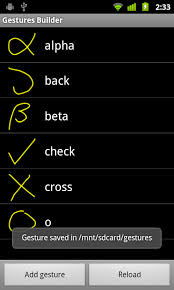 2:33
Gestures Builder
alpha
back
beta
check
cross
o
Gesture saved in /mnt/sdcard/gestures
Add gesture
Reload